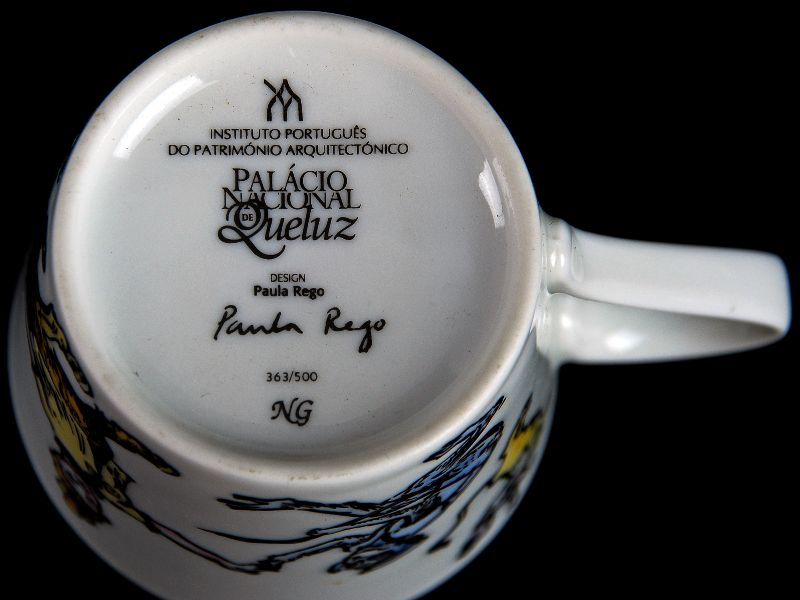 INSTITUTO PORTUGUÊS
DO PATRIMÓNIO ARQUITECTÓNICO
PALÁCIO
NACIONAL
DE
Queluz
DESIGN
Paula Rego
Paula Rego
363/500
NG